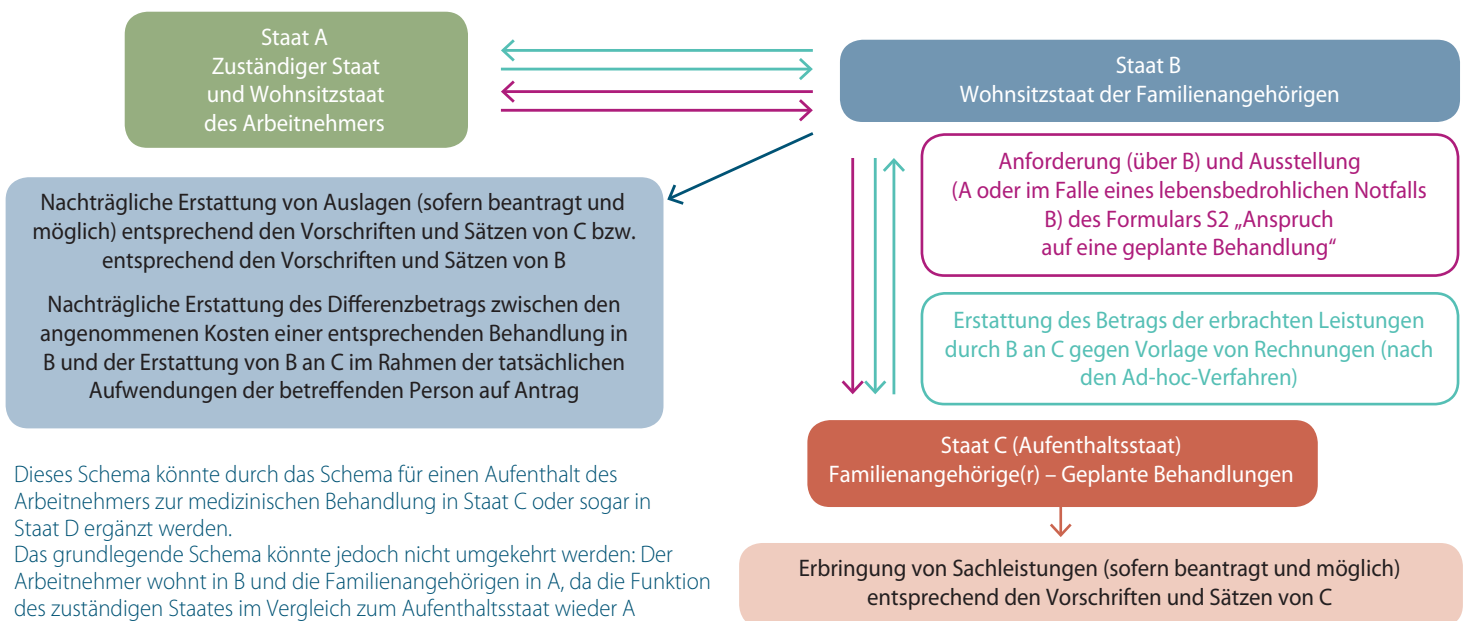 Staat A
Zuständiger Staat
und Wohnsitzstaat
des Arbeitnehmers
Staat B
Wohnsitzstaat der Familienangehörigen
Anforderung (über B) und Ausstellung
(A oder im Falle eines lebensbedrohlichen Notfalls
B) des Formulars S2 „Anspruch
auf eine geplante Behandlung“
Nachträgliche Erstattung von Auslagen (sofern beantragt und
möglich) entsprechend den Vorschriften und Sätzen von C bzw.
entsprechend den Vorschriften und Sätzen von B
Nachträgliche Erstattung des Differenzbetrags zwischen den
angenommenen Kosten einer entsprechenden Behandlung in
B und der Erstattung von B an C im Rahmen der tatsächlichen
Aufwendungen der betreffenden Person auf Antrag
Erstattung des Betrags der erbrachten Leistungen
durch B an C gegen Vorlage von Rechnungen (nach
den Ad-hoc-Verfahren)
Staat C (Aufenthaltsstaat)
Familienangehörige(r) – Geplante Behandlungen
Dieses Schema könnte durch das Schema für einen Aufenthalt des
Arbeitnehmers zur medizinischen Behandlung in Staat C oder sogar in
Staat D ergänzt werden.
Das grundlegende Schema könnte jedoch nicht umgekehrt werden: Der
Arbeitnehmer wohnt in B und die Familienangehörigen in A, da die Funktion
des zuständigen Staates im Vergleich zum Aufenthaltsstaat wieder A
Erbringung von Sachleistungen (sofern beantragt und möglich)
entsprechend den Vorschriften und Sätzen von C